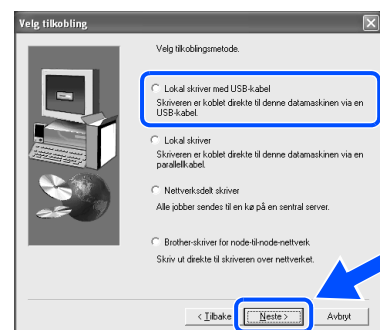 Velg tilkobling
Velg tilkoblingsmetode.
Lokal skriver med USB-kabel
Skriveren er koblet direkte til denne datamaskinen via en
USB-kabel.
Lokal skriver
Skriveren er koblet direkte til denne datamaskinen via en
parallellkabel.
Nettverksdelt skriver
Alle jobber sendes til en kø på en sentral server.
Brother-skriver for node-til-node-nettverk
Skriv ut direkte til skriveren over nettverket.
< Tilbake
Neste >
Avbryt